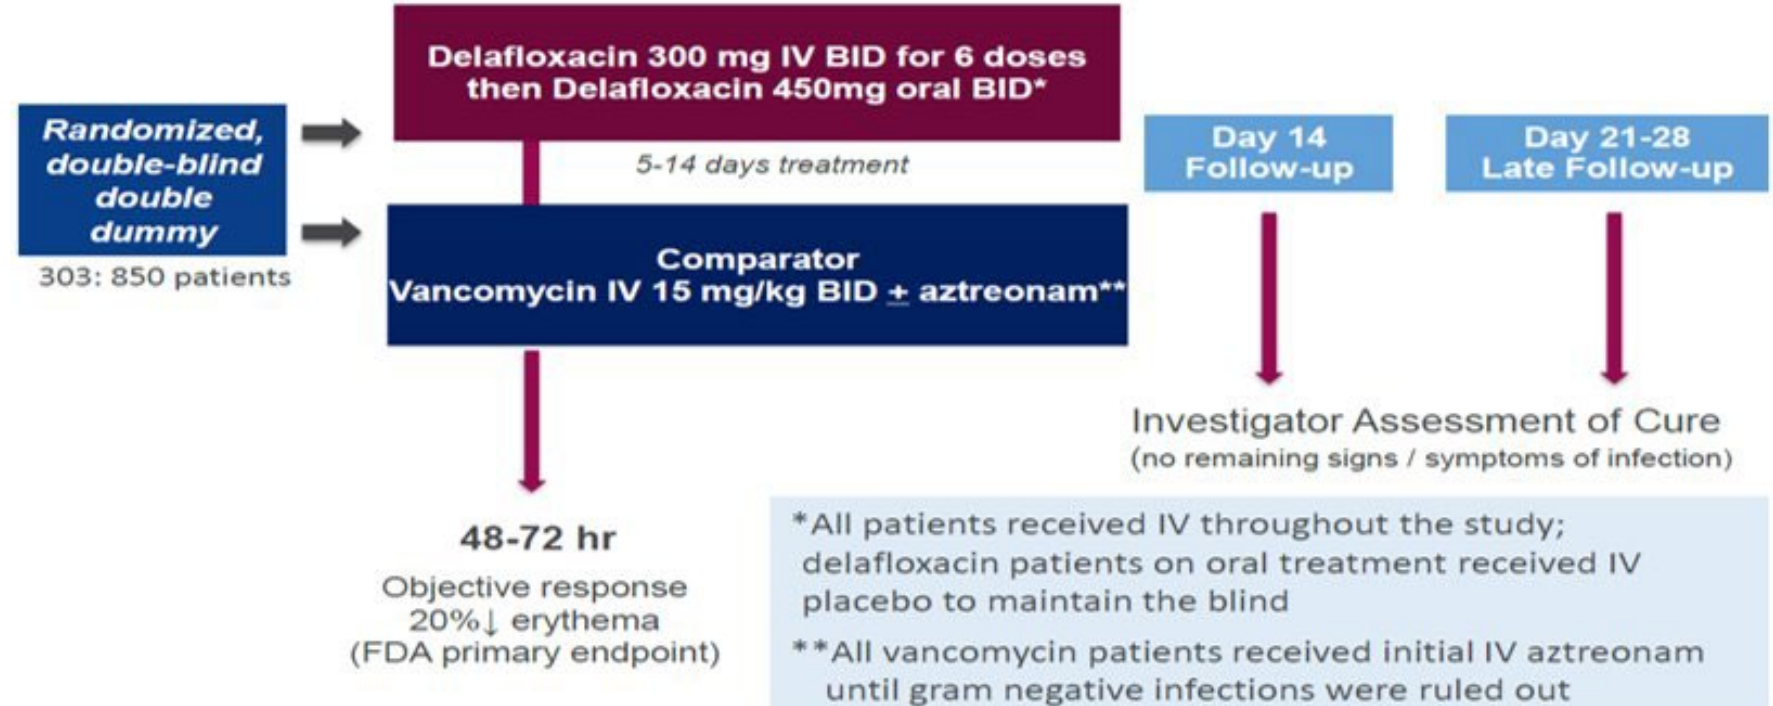 Randomized,
double-blind
double
dummy
303: 850 patients
Delafloxacin 300 mg IV BID for 6 doses
then Delafloxacin 450mg oral BID*
5-14 days treatment
Comparator
Vancomycin IV 15 mg/kg BID ± aztreonam**
48-72 hr
Objective response
20%↓ erythema
(FDA primary endpoint)
Day 14
Follow-up
Day 21-28
Late Follow-up
Investigator Assessment of Cure
(no remaining signs / symptoms of infection)
*All patients received IV throughout the study;
delafloxacin patients on oral treatment received IV
placebo to maintain the blind
**All vancomycin patients received initial IV aztreonam
until gram negative infections were ruled out